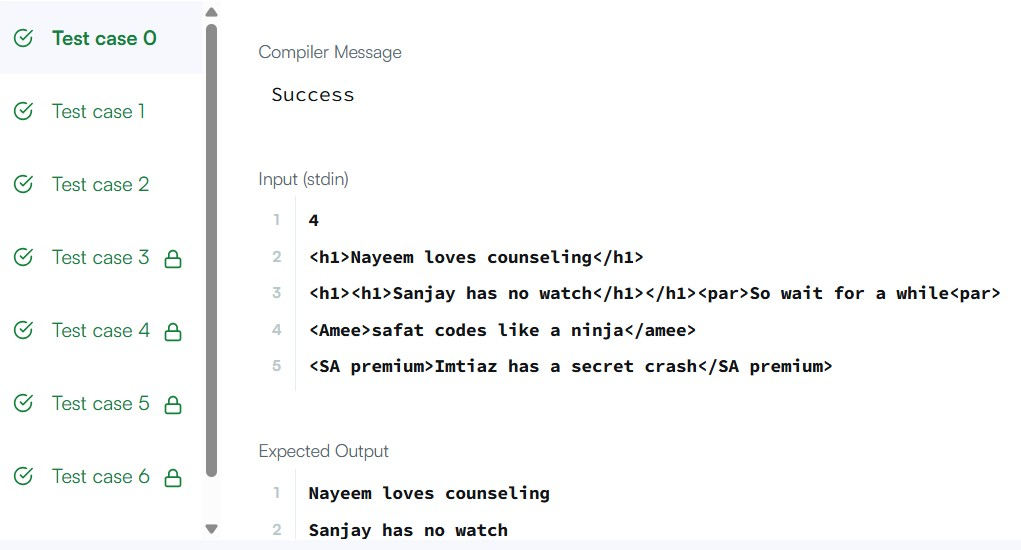 Test case 0
Test case 1
Test case 2
Test case 3
Test case 4
Test case 5
Test case 6
Compiler Message
Success
Input (stdin)
1 4
2 <h1>Nayeem loves counseling</h1>
3 <h1><h1>Sanjay has no watch</h1></h1><par>So wait for a while<par>
4 <Amee>safat codes like a ninja</amee>
5 <SA premium>Imtiaz has a secret crash</SA premium>
Expected Output
1 Nayeem loves counseling
2 Sanjay has no watch